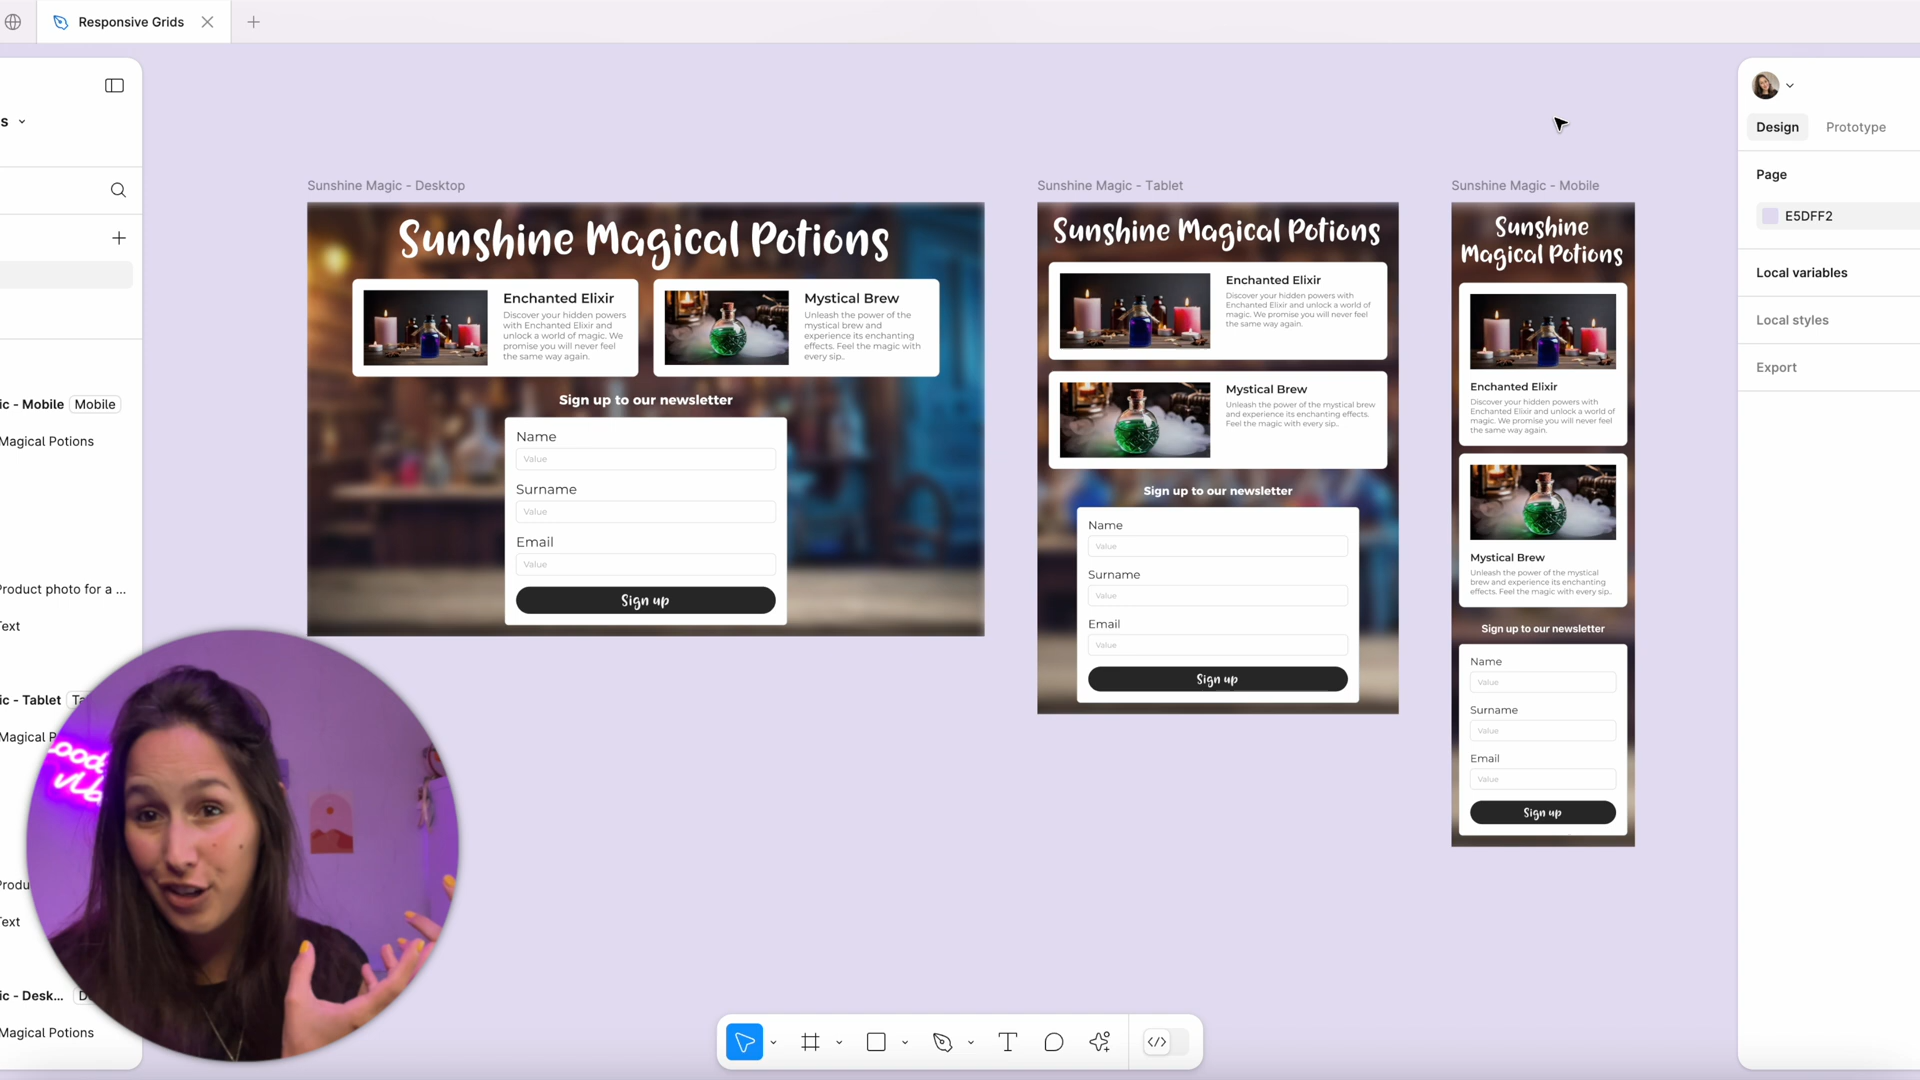 Responsive Grids
s
Design
Prototype
Page
E5DFF2
Local variables
Local styles
Export
ic - Mobile
Mobile
Magical Potions
Product photo for a ...
Text
ic - Tablet
Magical P
Produ
Text
ic - Desk...
Magical Potions
good
vib
Sunshine Magic - Desktop
Sunshine Magical Potions
Enchanted Elixir
Discover your hidden powers
with Enchanted Elixir and
unlock a world of magic. We
promise you will never feel
the same way again.
Mystical Brew
Unleash the power of the
mystical brew and
experience its enchanting
effects. Feel the magic with
every sip..
Sign up to our newsletter
Name
Value
Surname
Value
Email
Value
Sign up
Sunshine Magic - Tablet
Sunshine Magical Potions
Enchanted Elixir
Discover your hidden powers with
Enchanted Elixir and unlock a world of
magic. We promise you will never feel
the same way again.
Mystical Brew
Unleash the power of the mystical brew
and experience its enchanting effects.
Feel the magic with every sip..
Sign up to our newsletter
Name
Value
Surname
Value
Email
Value
Sign up
Sunshine Magic - Mobile
Sunshine
Magical Potions
Enchanted Elixir
Discover your hidden powers with
Enchanted Elixir and unlock a world of
magic. We promise you will never feel
the same way again.
Mystical Brew
Unleash the power of the mystical
brew and experience its enchanting
effects. Feel the magic with every sip..
Sign up to our newsletter
Name
Value
Surname
Value
Email
Value
Sign up